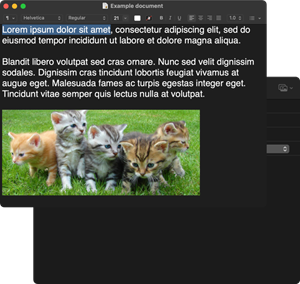 Example document
Helvetica Regular 21 B I U 1.0
Lorem ipsum dolor sit amet, consectetur adipiscing elit, sed do
eiusmod tempor incididunt ut labore et dolore magna aliqua.
Blandit libero volutpat sed cras ornare. Nunc sed velit dignissim
sodales. Dignissim cras tincidunt lobortis feugiat vivamus at
augue eget. Malesuada fames ac turpis egestas integer eget.
Tincidunt vitae semper quis lectus nulla at volutpat.